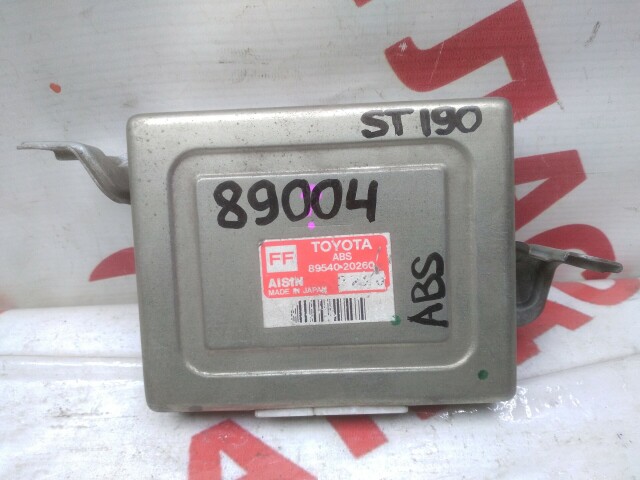 ST190
89004
FF
TOYOTA
ABS
89540-20260
AISIN
MADE IN JAPAN
ABS